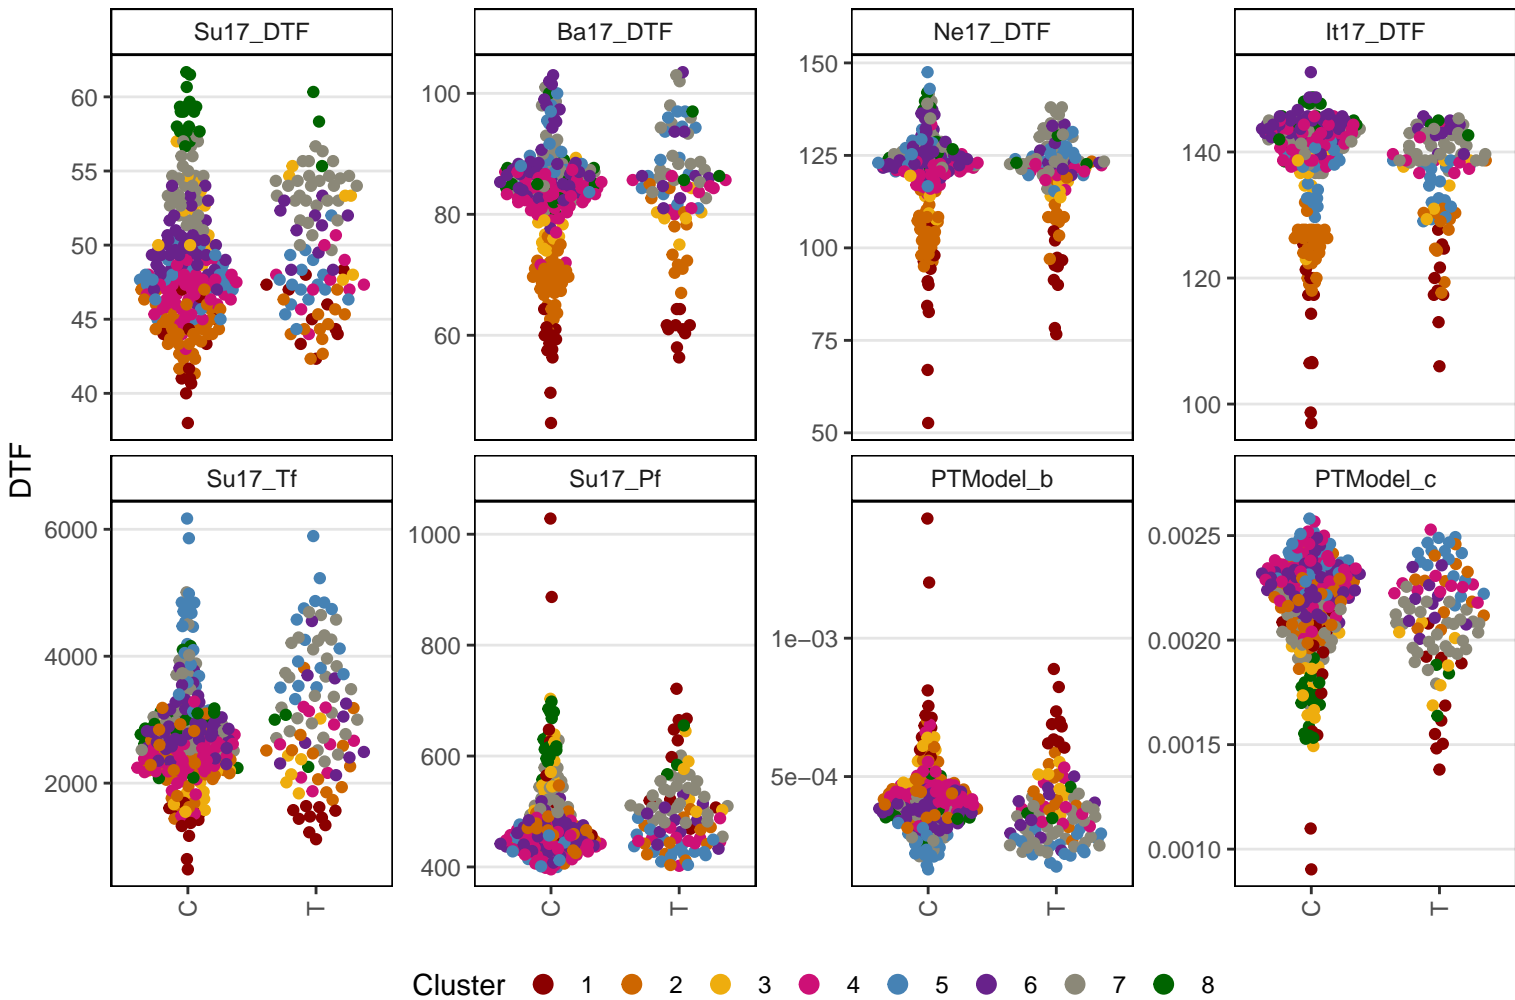 Su17_DTF
Ba17_DTF
Ne17_DTF
It17_DTF
60
55
50
45
40
100
80
60
150
125
100
75
50
140
120
100
DTF
Su17_Tf
Su17_Pf
PTModel_b
PTModel_c
6000
4000
2000
1000
800
600
400
1e−03
5e−04
0.0025
0.0020
0.0015
0.0010
C T
C T
C T
C T
Cluster 1 2 3 4 5 6 7 8